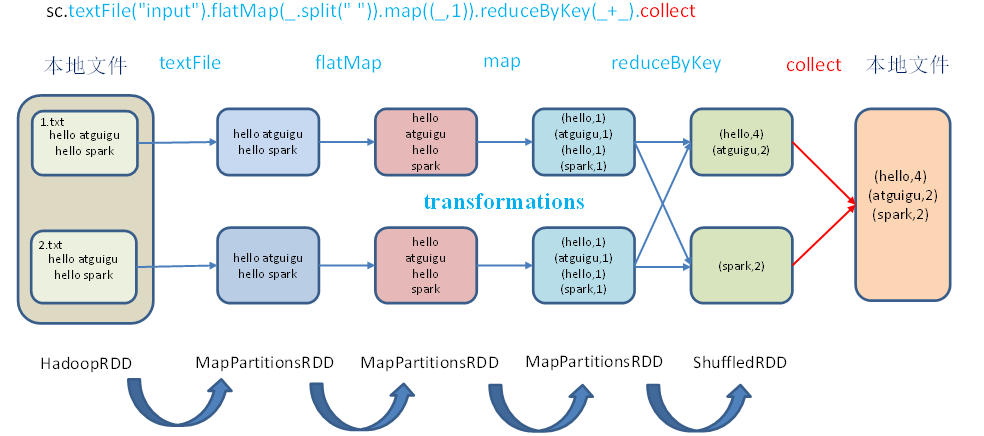 sc.textFile("input").flatMap(_.split(" ")).map((_,1)).reduceByKey(_+_).collect
本地文件 textFile flatMap map reduceByKey collect 本地文件
1.txt
hello atguigu
hello spark
hello atguigu
hello spark
hello
atguigu
hello
spark
(hello,1)
(atguigu,1)
(hello,1)
(spark,1)
(hello,4)
(atguigu,2)
(hello,4)
(atguigu,2)
(spark,2)
transformations
2.txt
hello atguigu
hello spark
hello atguigu
hello spark
hello
atguigu
hello
spark
(hello,1)
(atguigu,1)
(hello,1)
(spark,1)
(spark,2)
HadoopRDD MapPartitionsRDD MapPartitionsRDD MapPartitionsRDD ShuffledRDD